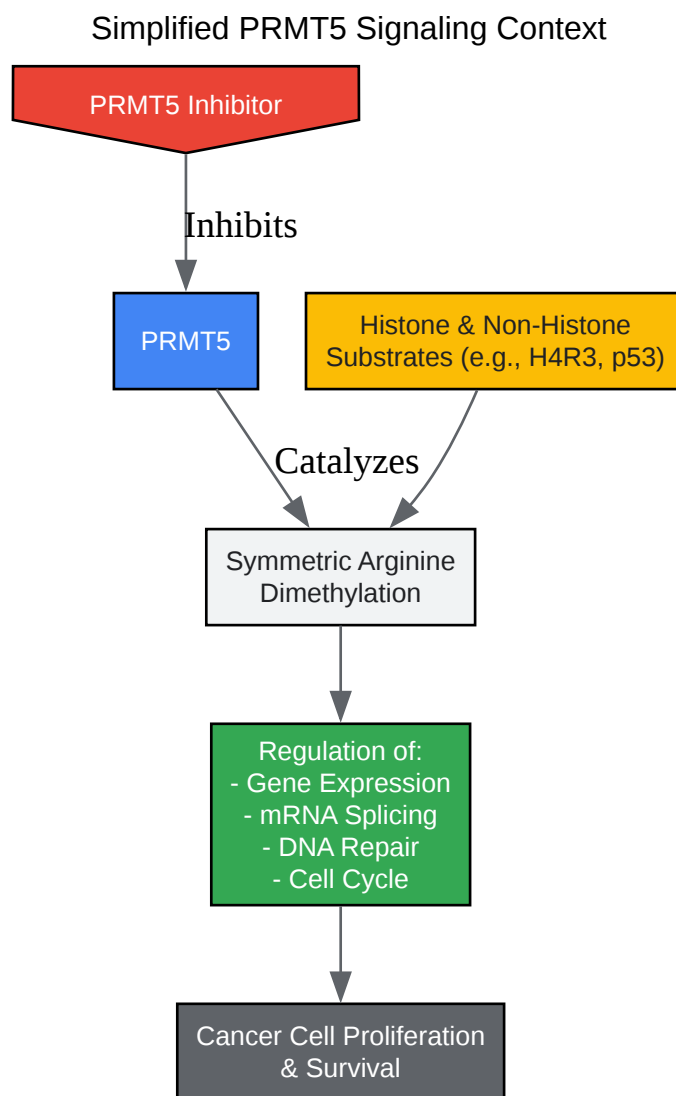 Simplified PRMT5 Signaling Context
PRMT5 Inhibitor
Inhibits
PRMT5
Histone & Non-Histone
Substrates (e.g., H4R3, p53)
Catalyzes
Symmetric Arginine
Dimethylation
Regulation of:
- Gene Expression
- mRNA Splicing
- DNA Repair
- Cell Cycle
Cancer Cell Proliferation
& Survival